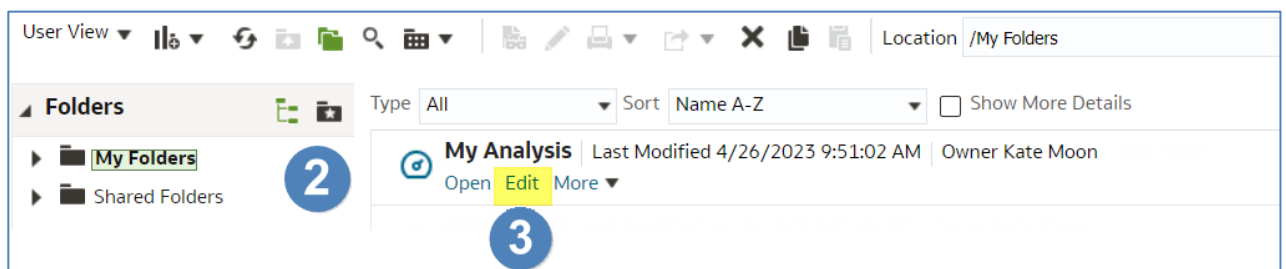 User View
Location /My Folders
Folders
Type All Sort Name A-Z Show More Details
My Folders
Shared Folders
2
My Analysis Last Modified 4/26/2023 9:51:02 AM Owner Kate Moon
Open Edit More
3